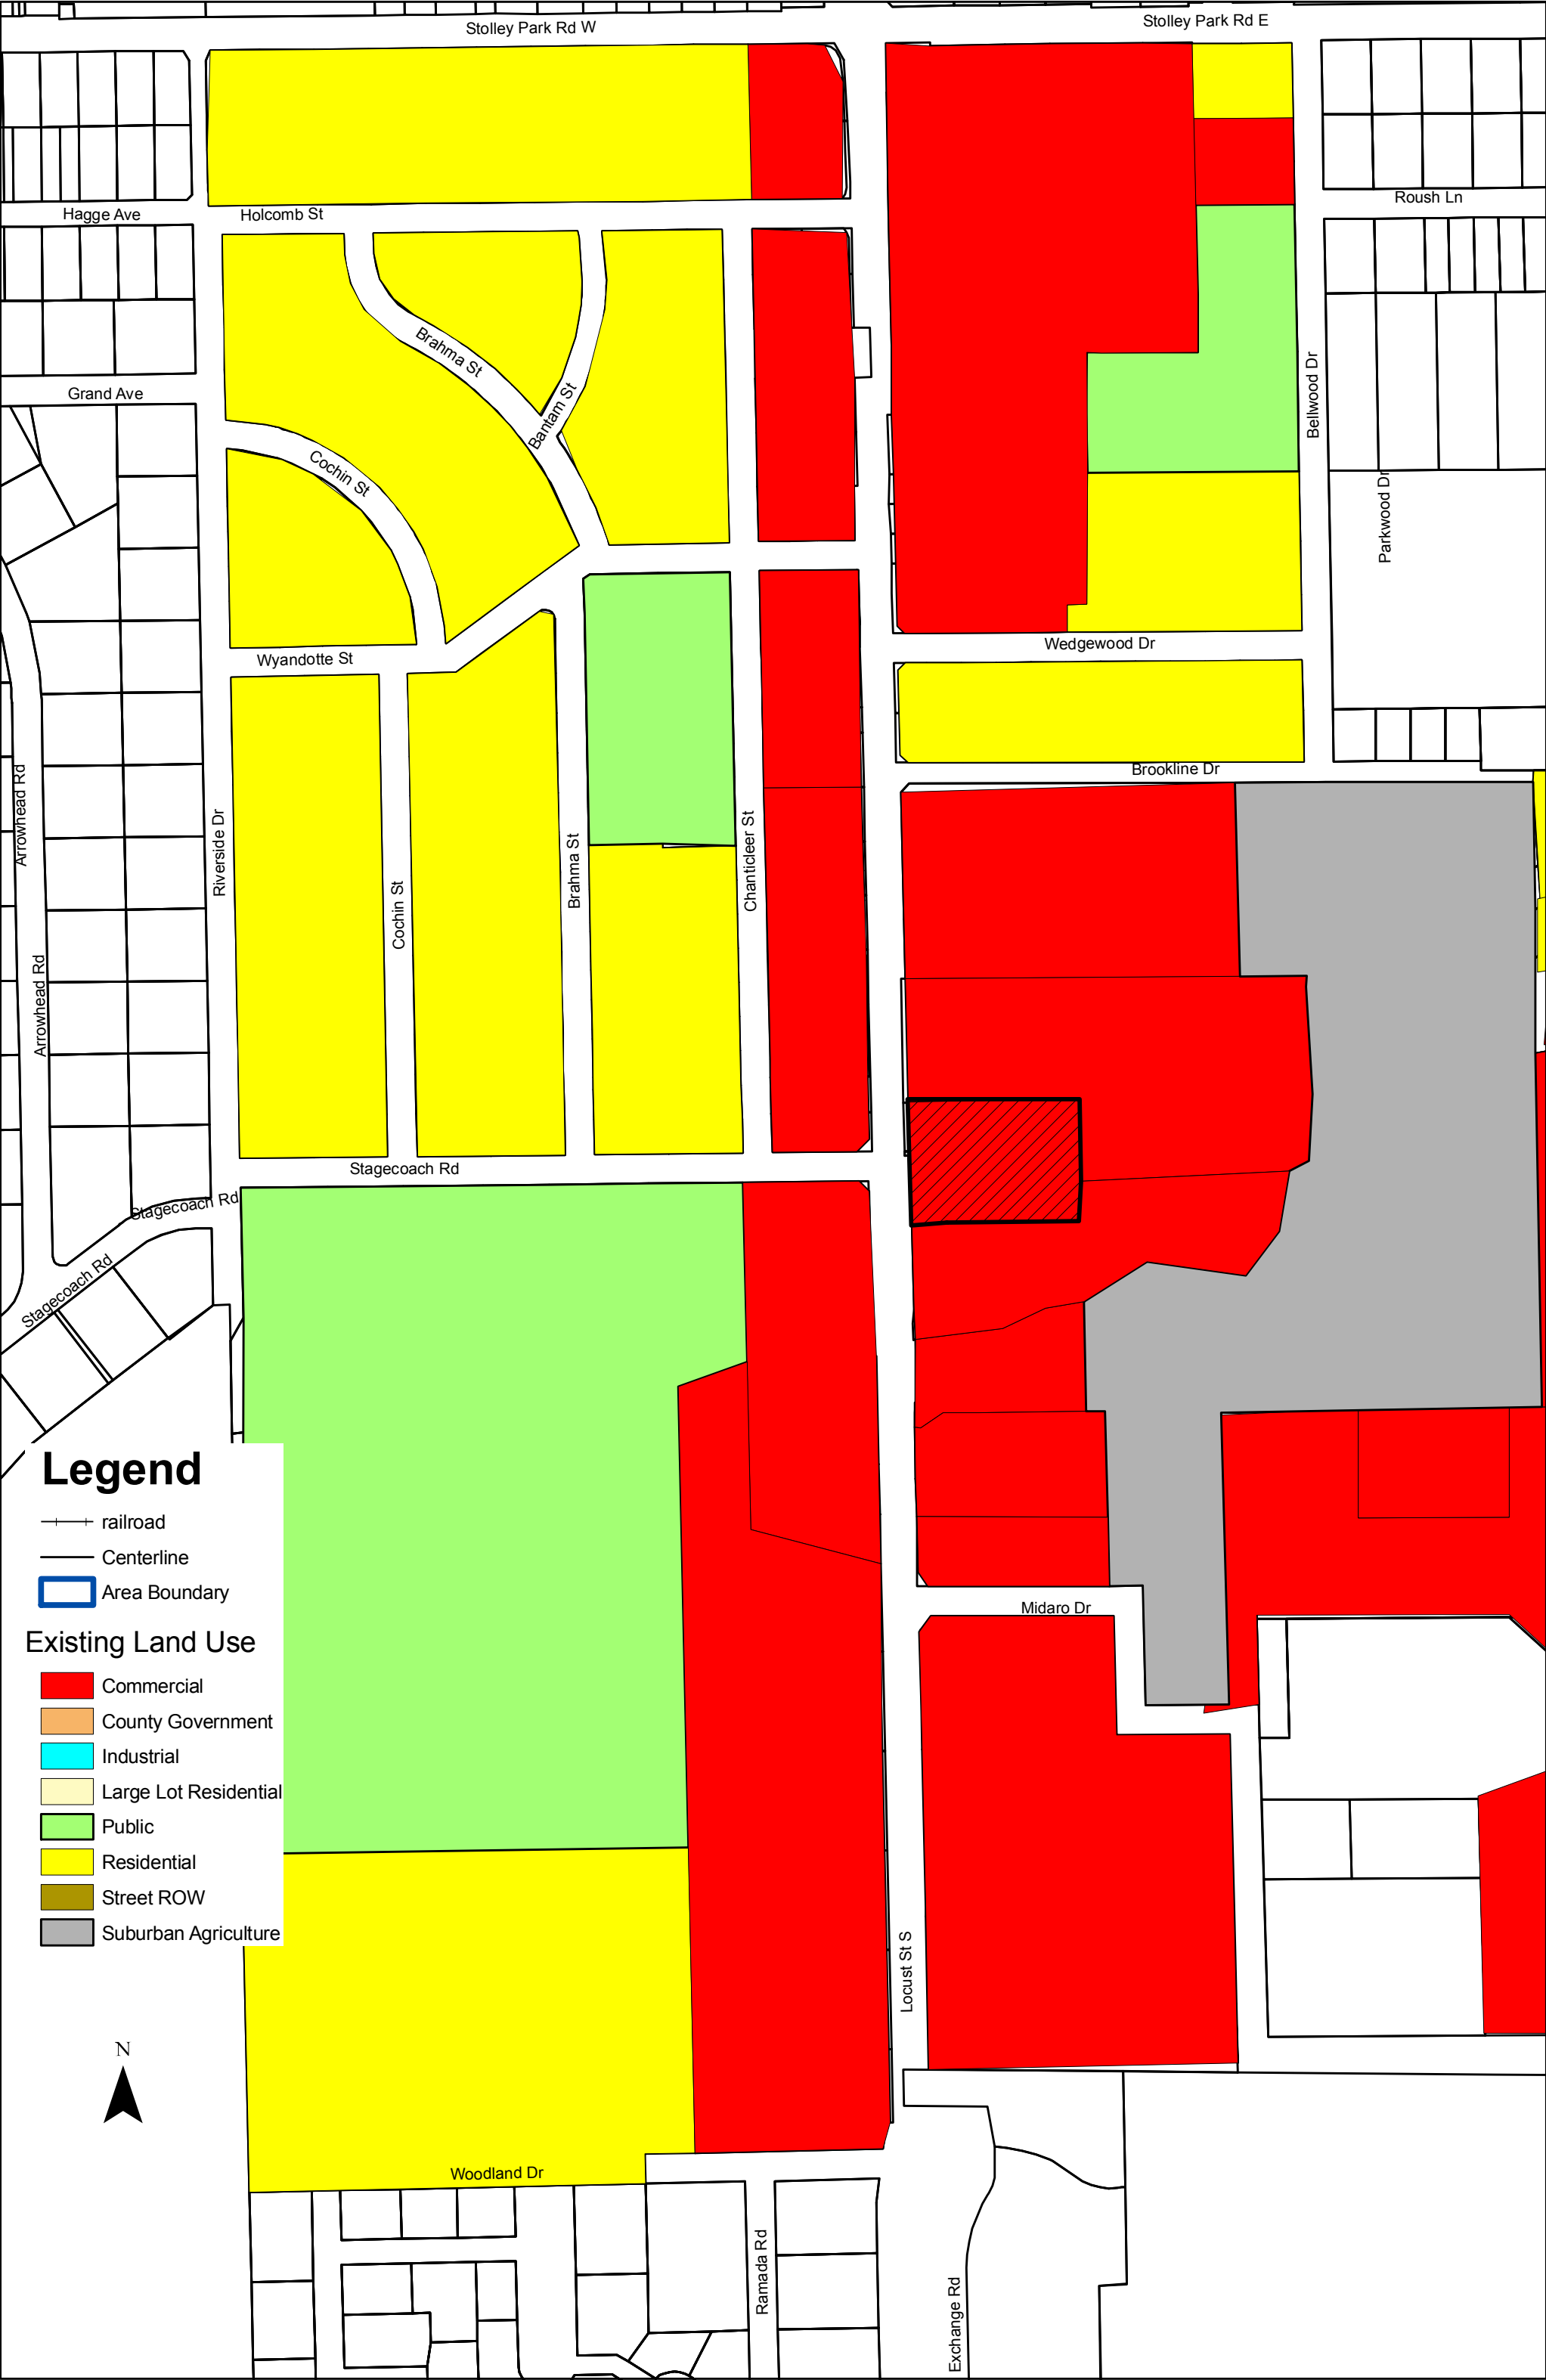 Stolley Park Rd W
Stolley Park Rd E
Roush Ln
Hagge Ave
Holcomb St
Brahma St
Grand Ave
Bantam St
Bellwood Dr
Cochin St
Parkwood Dr
Wedgewood Dr
Wyandotte St
Brookline Dr
Arrowhead Rd
Riverside Dr
Chanticleer St
Brahma St
Cochin St
Arrowhead Rd
Stagecoach Rd
Stagecoach Rd
Stagecoach Rd
Legend
railroad
Centerline
Area Boundary
Existing Land Use
Commercial
County Government
Industrial
Large Lot Residential
Public
Residential
Street ROW
Suburban Agriculture
Midaro Dr
Locust St S
N
Woodland Dr
Ramada Rd
Exchange Rd